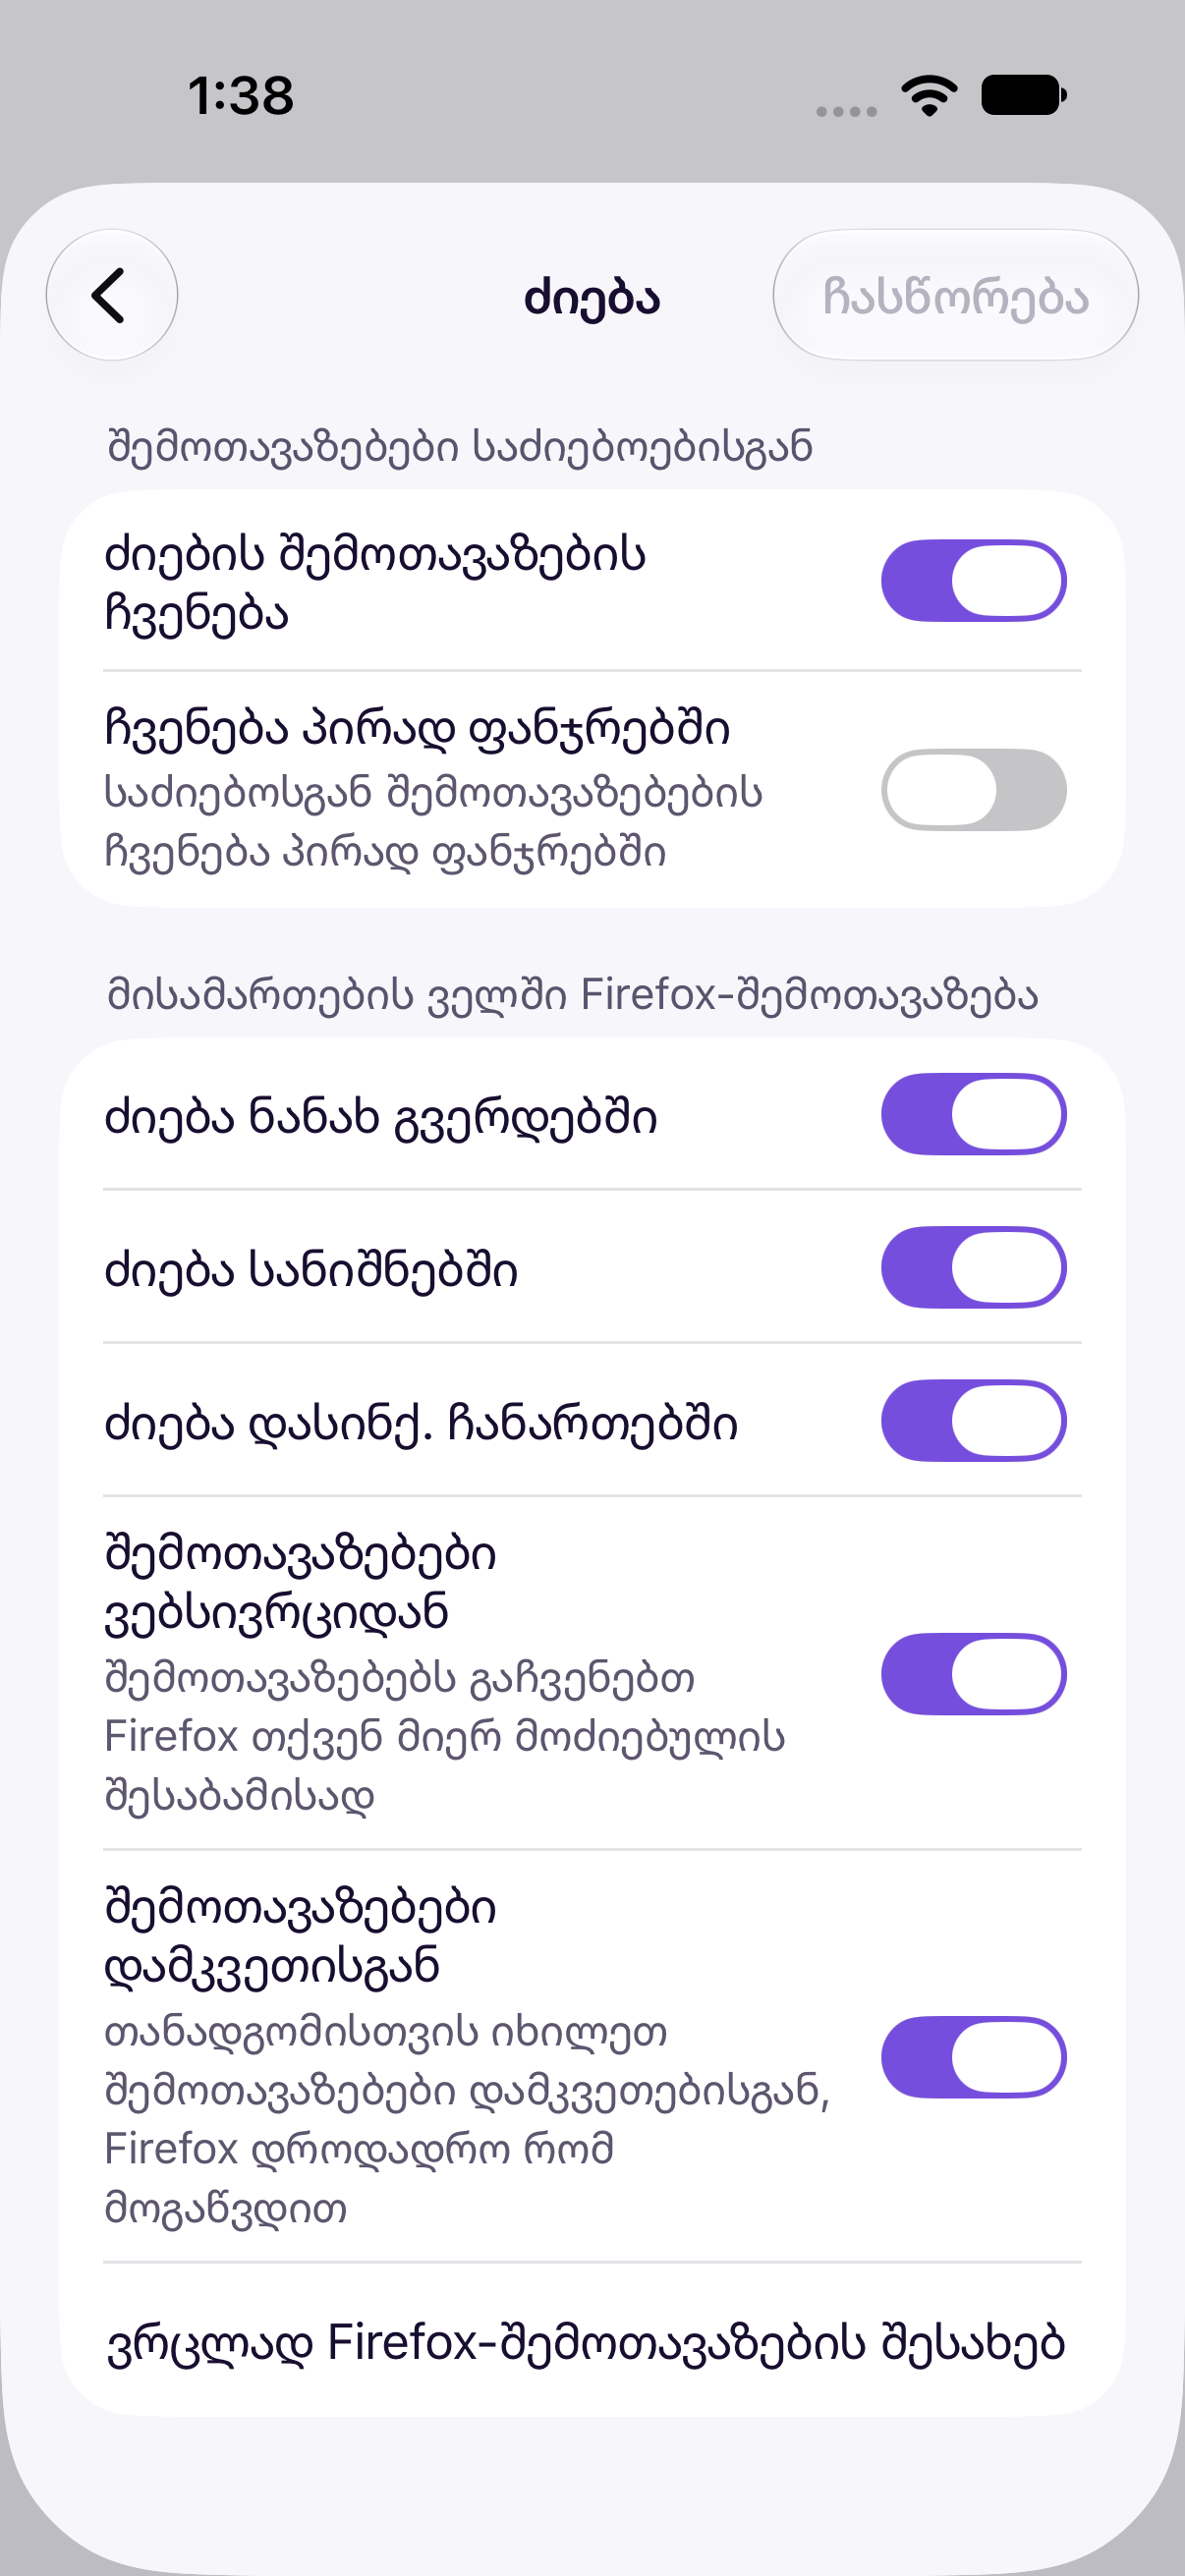 1:38
ძიება
ჩასწორება
შემოთავაზებები საძიებოებისგან
ძიების შემოთავაზების
ჩვენება
ჩვენება პირად ფანჯრებში
საძიებოსგან შემოთავაზებების
ჩვენება პირად ფანჯრებში
მისამართების ველში Firefox-შემოთავაზება
ძიება ნანახ გვერდებში
ძიება სანიშნებში
ძიება დასინქ. ჩანართებში
შემოთავაზებები
ვებსივრციდან
შემოთავაზებებს გაჩვენებთ
Firefox თქვენ მიერ მოძიებულის
შესაბამისად
შემოთავაზებები
დამკვეთისგან
თანადგომისთვის იხილეთ
შემოთავაზებები დამკვეთებისგან,
Firefox დროდადრო რომ
მოგაწვდით
ვრცლად Firefox-შემოთავაზების შესახებ